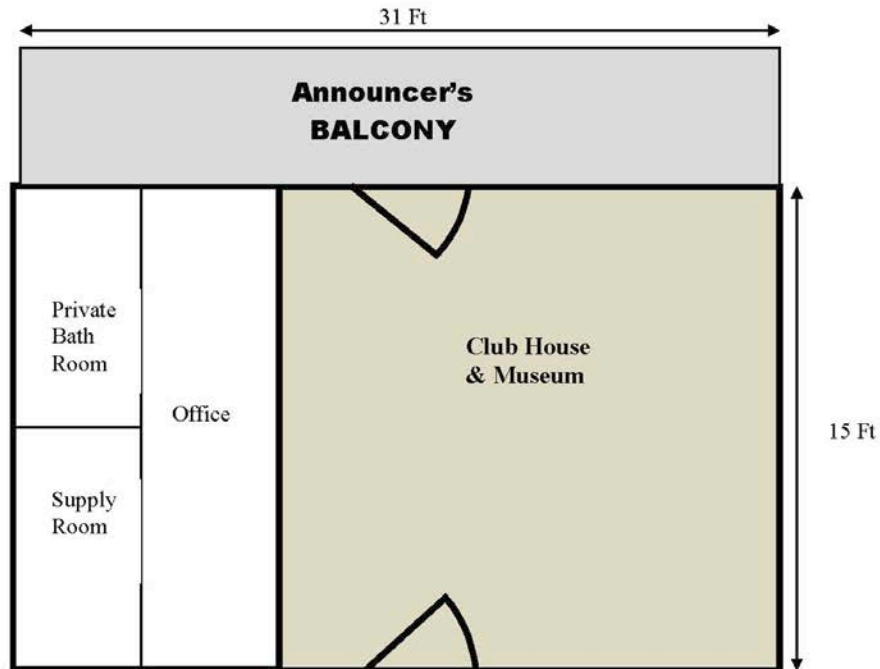 31 Ft
Announcer's
BALCONY
Private
Bath
Room
Club House
& Museum
Office
15 Ft
Supply
Room